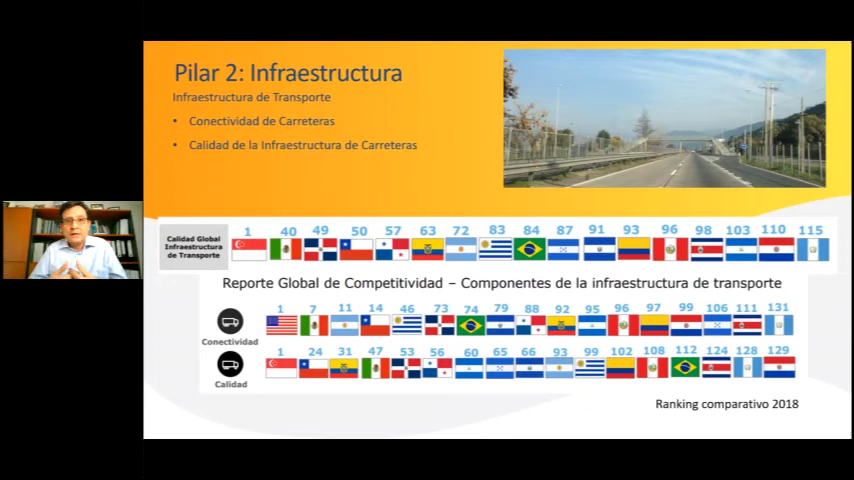 Pilar 2: Infraestructura
Infraestructura de Transporte
• Conectividad de Carreteras
• Calidad de la Infraestructura de Carreteras
Calidad Global
Infraestructura
de Transporte
1 40 49 50 57 63 72 83 84 87 91 93 96 98 103 110 115
Reporte Global de Competitividad – Componentes de la infraestructura de transporte
1 7 11 14 46 73 74 79 88 92 95 96 97 99 106 111 131
Conectividad
1 24 31 47 53 56 60 65 66 93 99 102 108 112 124 128 129
Calidad
Ranking comparativo 2018